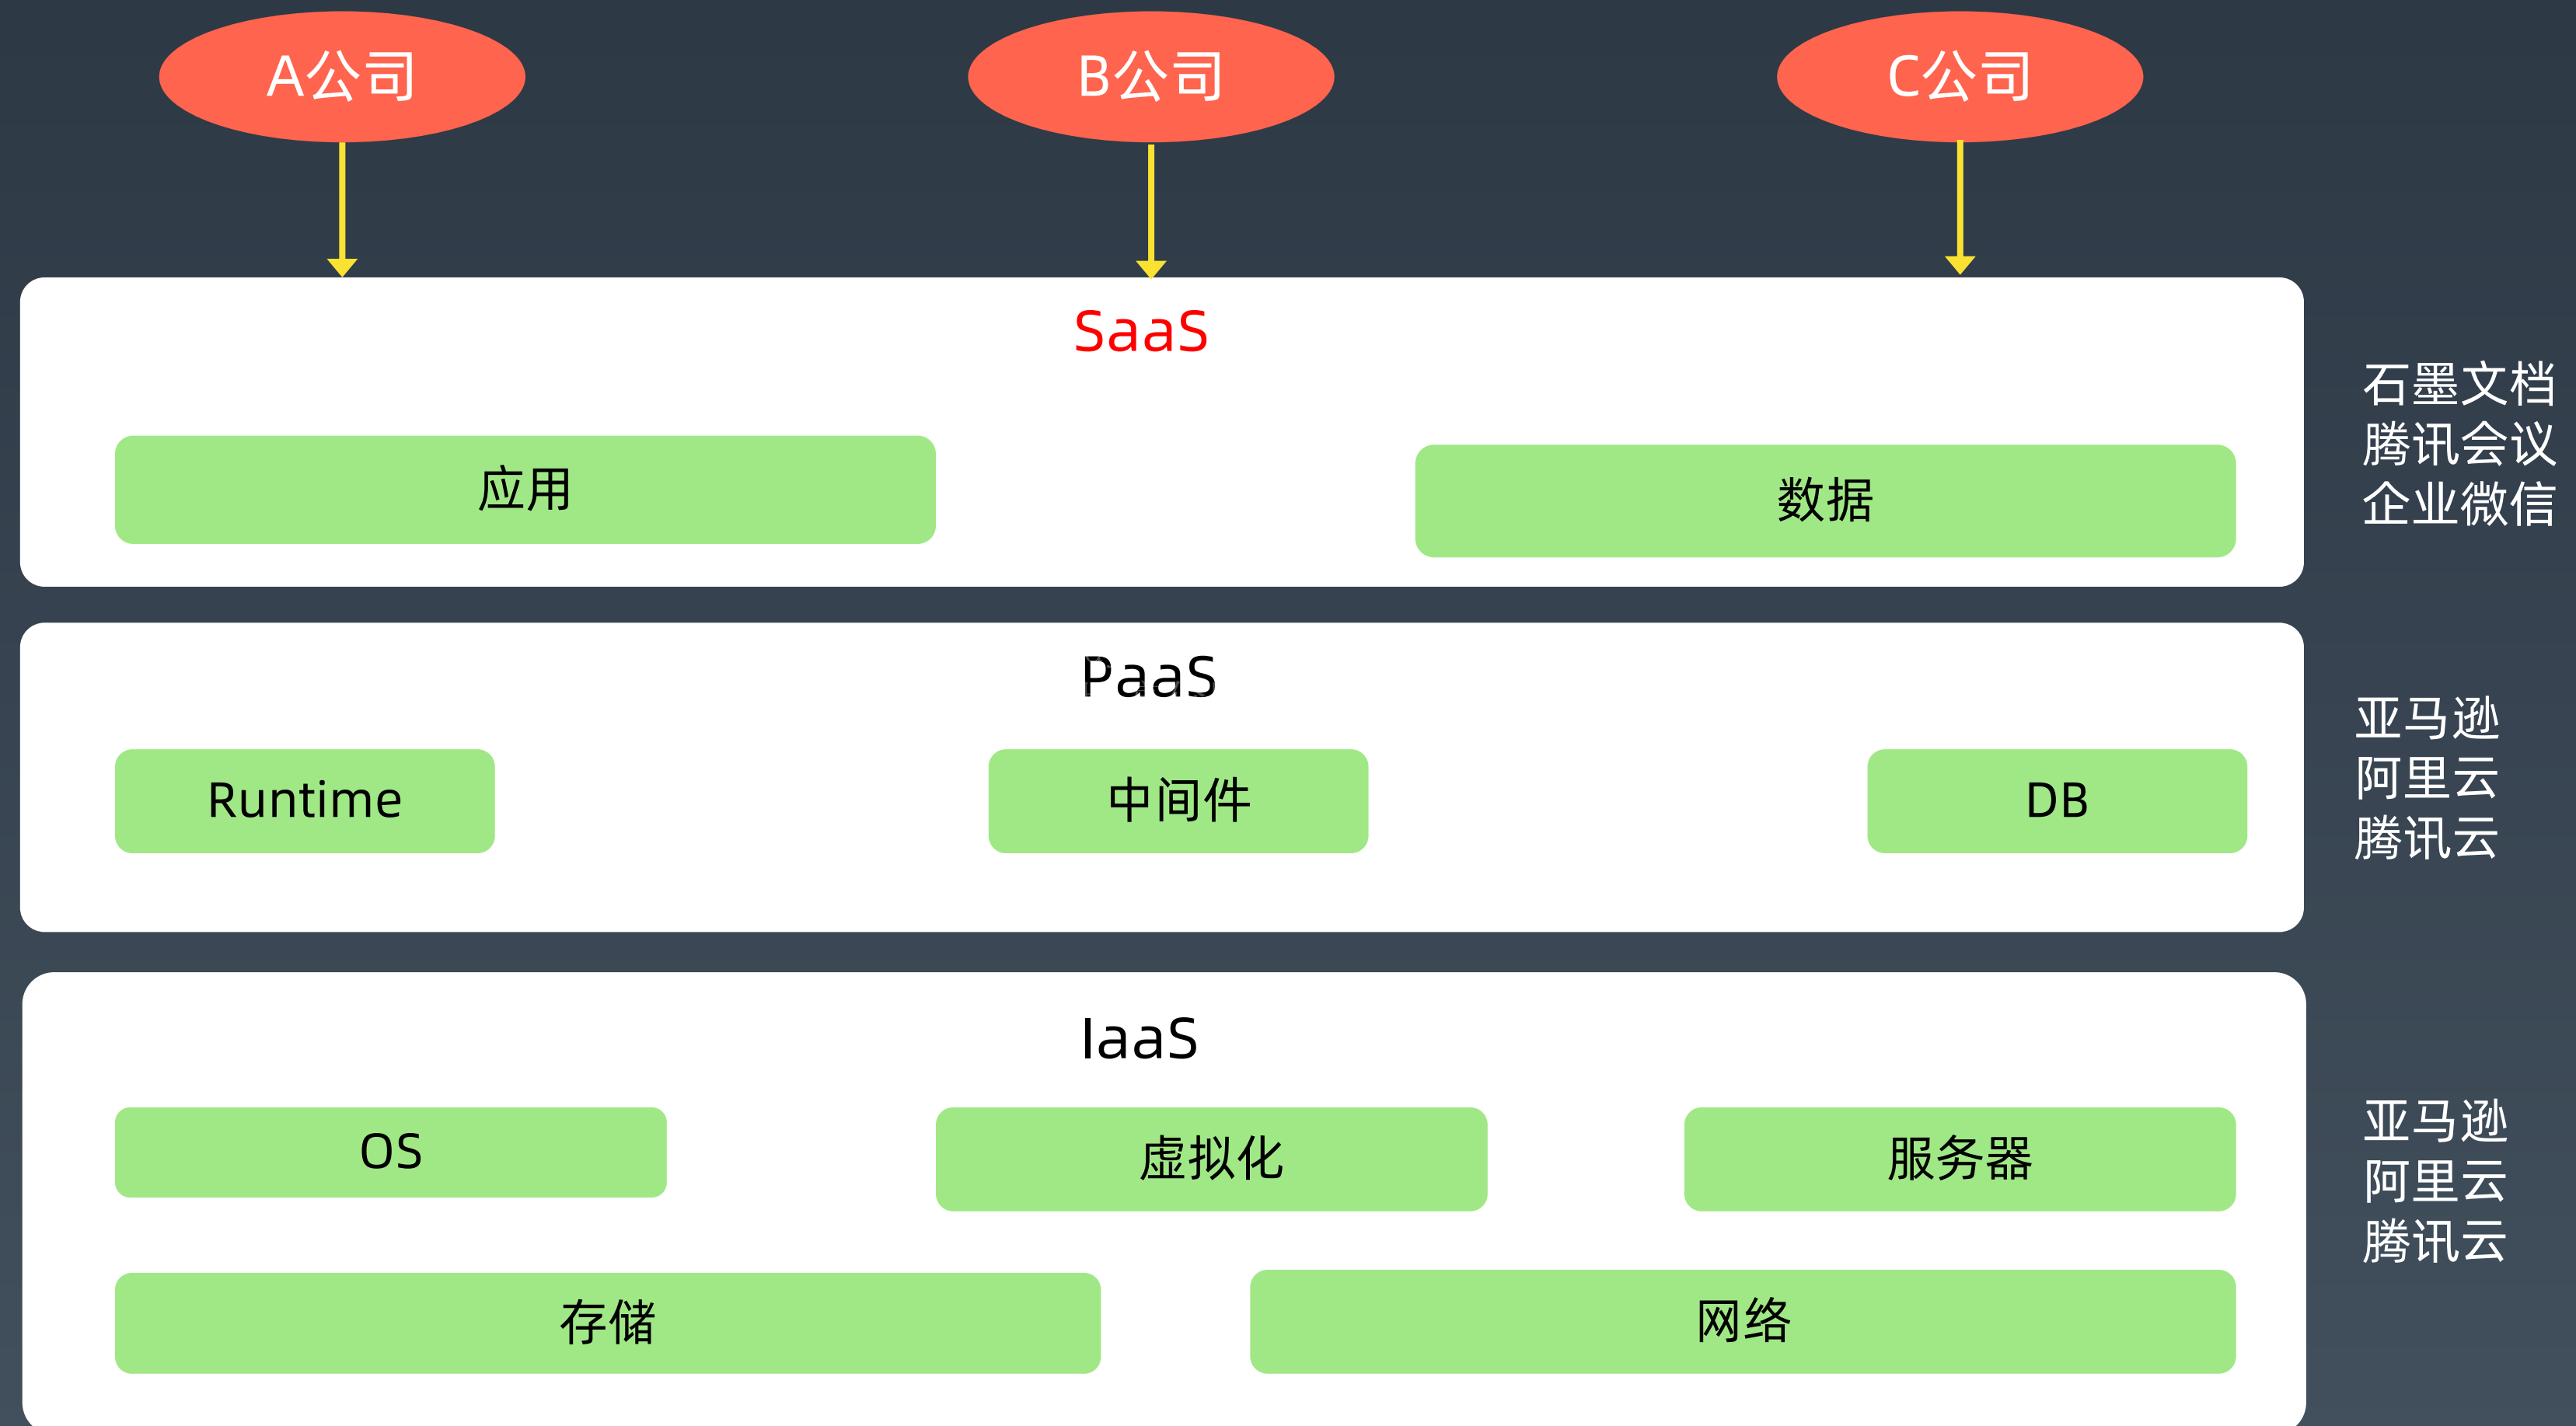 A公司
B公司
C公司
SaaS
应用
数据
石墨文档
腾讯会议
企业微信
PaaS
Runtime
中间件
DB
亚马逊
阿里云
腾讯云
IaaS
OS
虚拟化
服务器
存储
网络
亚马逊
阿里云
腾讯云